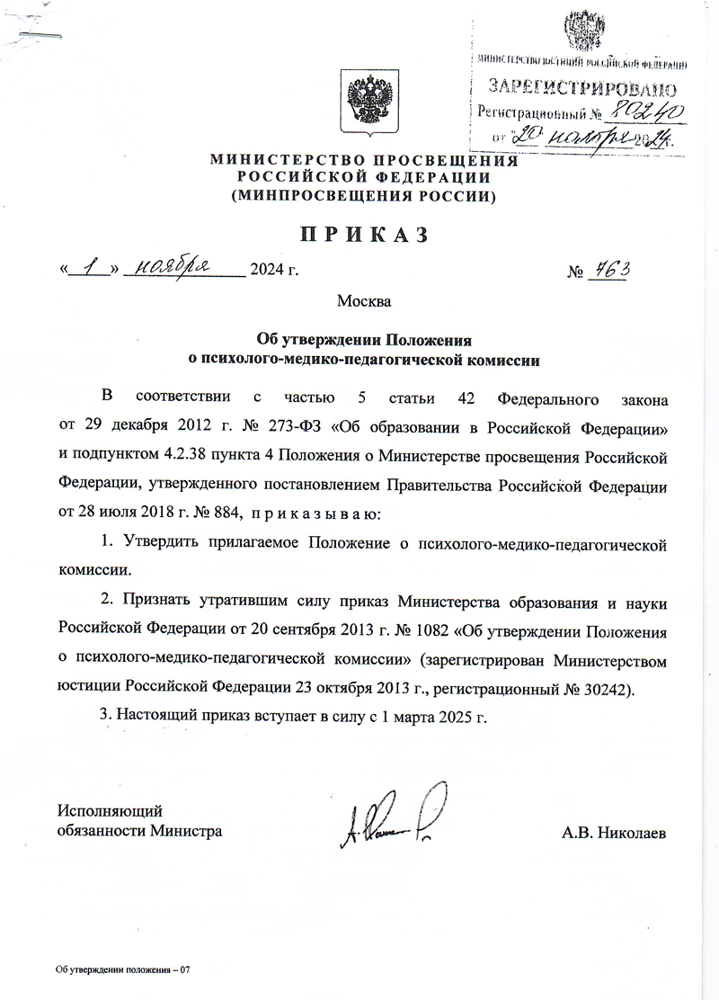 МИНИСТЕРСТВО ЮСТИЦИИ РОССИЙСКОЙ ФЕДЕРАЦИИ
ЗАРЕГИСТРИРОВАНО
Регистрационный № 80240
от "20" ноября 2024г.
МИНИСТЕРСТВО ПРОСВЕЩЕНИЯ
РОССИЙСКОЙ ФЕДЕРАЦИИ
(МИНПРОСВЕЩЕНИЯ РОССИИ)
ПРИКАЗ
«1» ноября 2024 г.
№ 763
Москва
Об утверждении Положения
о психолого-медико-педагогической комиссии
В соответствии с частью 5 статьи 42 Федерального закона
от 29 декабря 2012 г. № 273-ФЗ «Об образовании в Российской Федерации»
и подпунктом 4.2.38 пункта 4 Положения о Министерстве просвещения Российской
Федерации, утвержденного постановлением Правительства Российской Федерации
от 28 июля 2018 г. № 884, п р и к а з ы в а ю:
1. Утвердить прилагаемое Положение о психолого-медико-педагогической
комиссии.
2. Признать утратившим силу приказ Министерства образования и науки
Российской Федерации от 20 сентября 2013 г. № 1082 «Об утверждении Положения
о психолого-медико-педагогической комиссии» (зарегистрирован Министерством
юстиции Российской Федерации 23 октября 2013 г., регистрационный № 30242).
3. Настоящий приказ вступает в силу с 1 марта 2025 г.
Исполняющий
обязанности Министра
А.В. Николаев
Об утверждении положения – 07